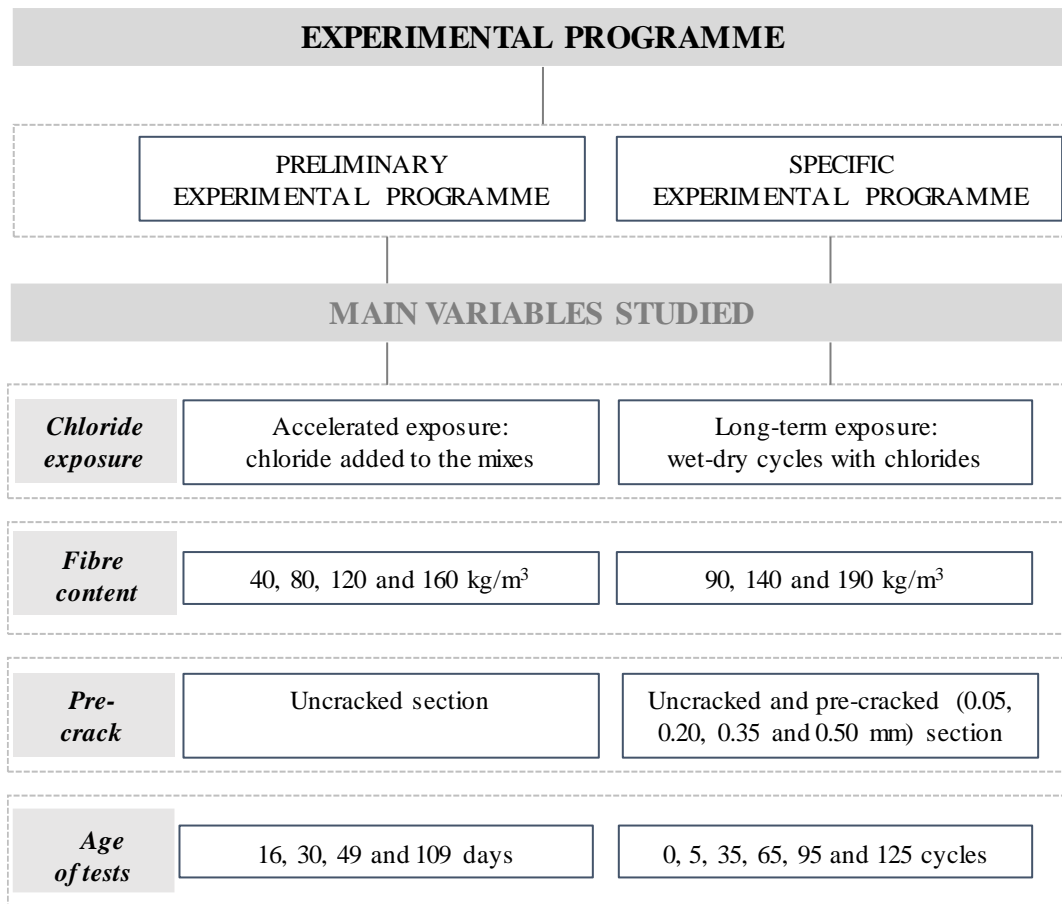 EXPERIMENTAL PROGRAMME
PRELIMINARY
EXPERIMENTAL PROGRAMME
SPECIFIC
EXPERIMENTAL PROGRAMME
MAIN VARIABLES STUDIED
Chloride
exposure
Accelerated exposure:
chloride added to the mixes
Long-term exposure:
wet-dry cycles with chlorides
Fibre
content
40, 80, 120 and 160 kg/m³
90, 140 and 190 kg/m³
Pre-
crack
Uncracked section
Uncracked and pre-cracked (0.05,
0.20, 0.35 and 0.50 mm) section
Age
of tests
16, 30, 49 and 109 days
0, 5, 35, 65, 95 and 125 cycles